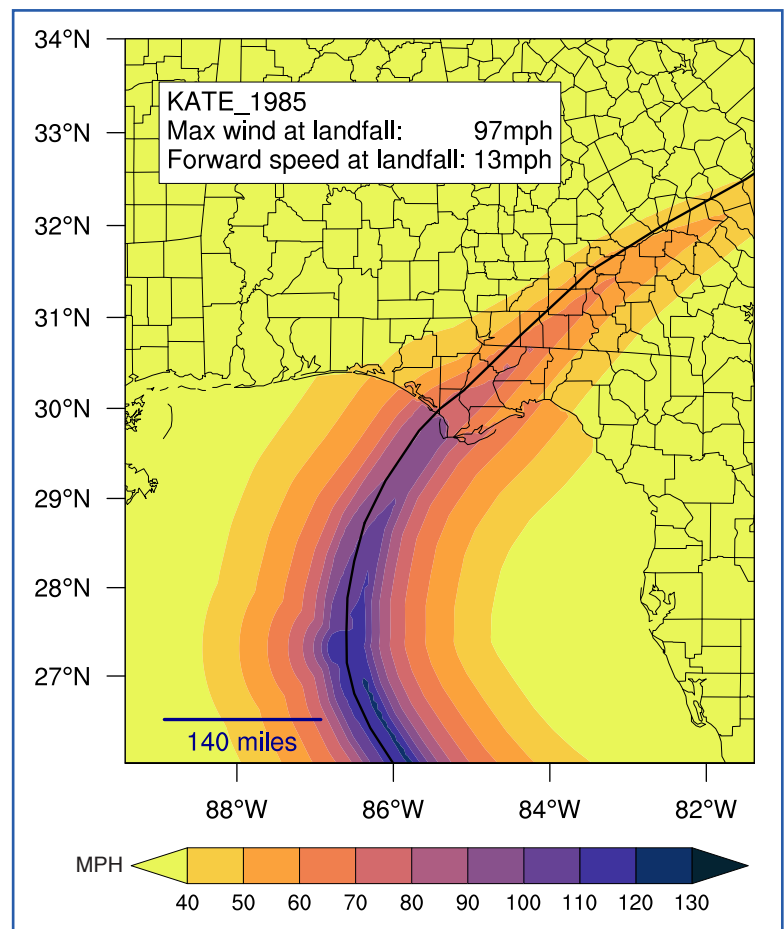 34°N
KATE_1985
Max wind at landfall: 97mph
Forward speed at landfall: 13mph
33°N
32°N
31°N
30°N
29°N
28°N
27°N
140 miles
88°W 86°W 84°W 82°W
MPH
40 50 60 70 80 90 100 110 120 130